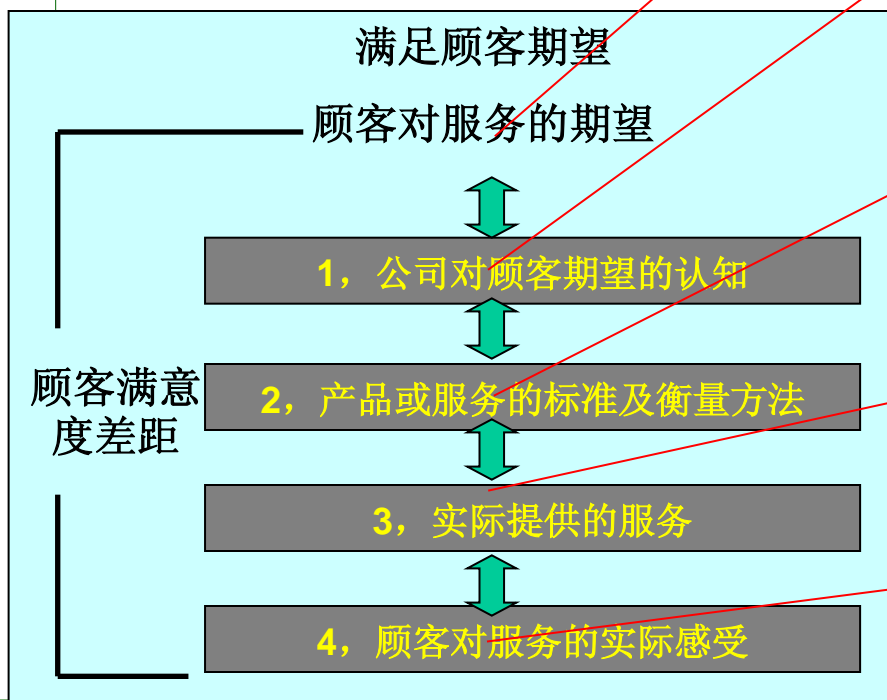 满足顾客期望
顾客对服务的期望
1，公司对顾客期望的认知
顾客满意
度差距
2，产品或服务的标准及衡量方法
3，实际提供的服务
4，顾客对服务的实际感受